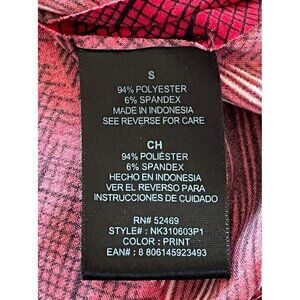 S
94% POLYESTER
6% SPANDEX
MADE IN INDONESIA
SEE REVERSE FOR CARE
CH
94% POLIÉSTER
6% SPANDEX
HECHO EN INDONESIA
VER EL REVERSO PARA
INSTRUCCIONES DE CUIDADO
RN# 52469
STYLE# : NK310603P1
COLOR : PRINT
EAN# : 8 806145923493